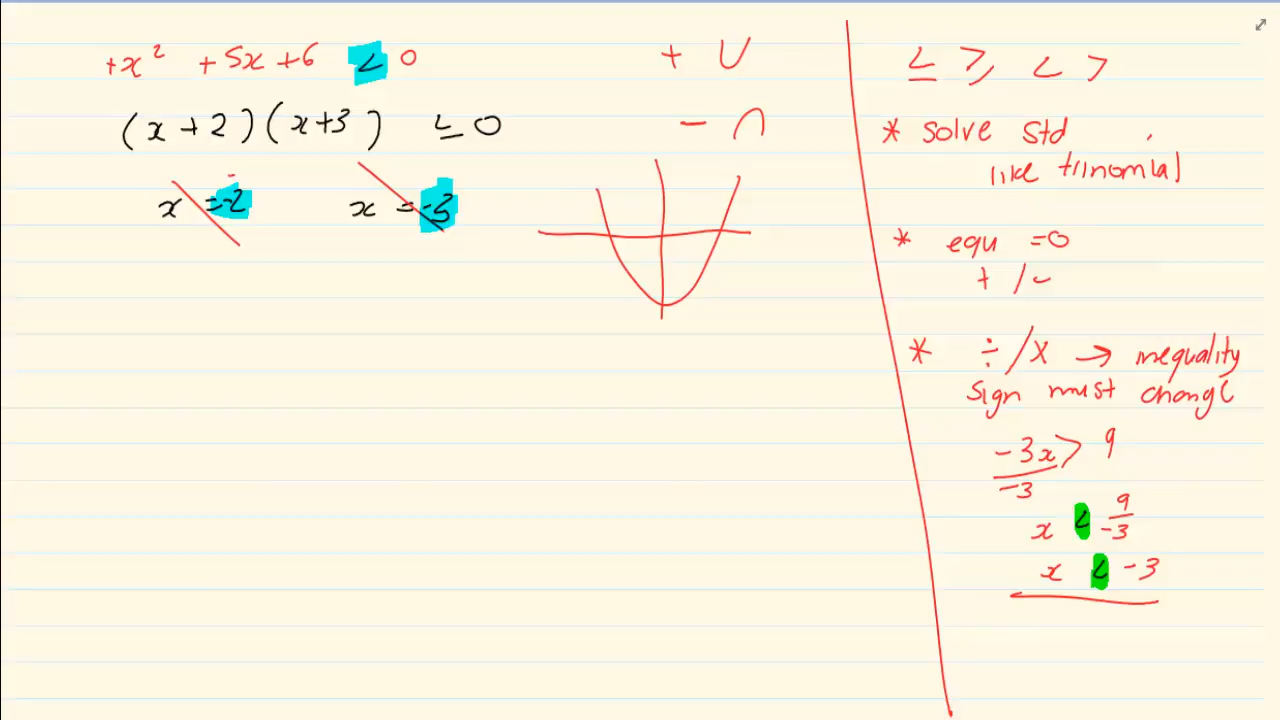 +x² + 5x + 6 < 0
(x + 2)(x + 3) ≤ 0
x = -2 x = -3
+ ∪
- ∩
≤ ≥, < >
* solve std
like trinomial
* equ = 0
+ / -
* ÷ / x → inequality
sign must change
-3x > 9
-3
x < 9/-3
x < -3